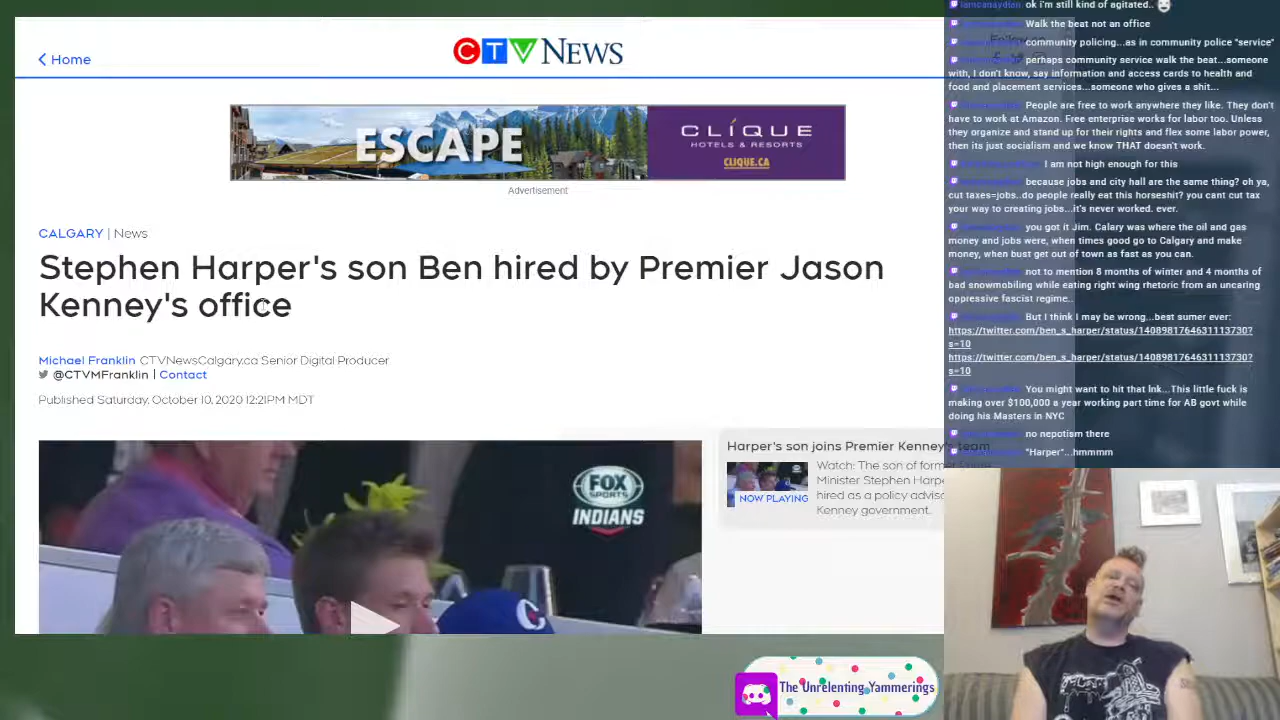 Home
CTV News
ESCAPE
CLIQUE
HOTELS & RESORTS
CLIQUE.CA
Advertisement
CALGARY | News
Stephen Harper's son Ben hired by Premier Jason
Kenney's office
Michael Franklin CTVNewsCalgary.ca Senior Digital Producer
@CTVMFranklin | Contact
Published Saturday, October 10, 2020 12:21PM MDT
FOX
SPORTS
INDIANS
C
Harper's son joins Premier Kenney's team
Watch: The son of former Prime
Minister Stephen Harper
hired as a policy advisor
Kenney government.
NOW PLAYING
ok i'm still kind of agitated..
Walk the beat not an office
community policing...as in community police "service"
perhaps community service walk the beat...someone
with, I don't know, say information and access cards to health and
food and placement services...someone who gives a shit...
People are free to work anywhere they like. They don't
have to work at Amazon. Free enterprise works for labor too. Unless
they organize and stand up for their rights and flex some labor power,
then its just socialism and we know THAT doesn't work.
I am not high enough for this
because jobs and city hall are the same thing? oh ya,
cut taxes=jobs..do people really eat this horseshit? you cant cut tax
your way to creating jobs...it's never worked. ever.
you got it Jim. Calary was where the oil and gas
money and jobs were, when times good go to Calgary and make
money, when bust get out of town as fast as you can.
not to mention 8 months of winter and 4 months of
bad snowmobiling while eating right wing rhetoric from an uncaring
oppressive fascist regime..
But I think I may be wrong...best sumer ever:
https://twitter.com/ben_s_harper/status/1408981764631113730?
s=10
https://twitter.com/ben_s_harper/status/1408981764631113730?
s=10
You might want to hit that lnk...This little fuck is
making over $100,000 a year working part time for AB govt while
doing his Masters in NYC
no nepotism there
"Harper"...hmmmm
The Unrelenting Yammerings